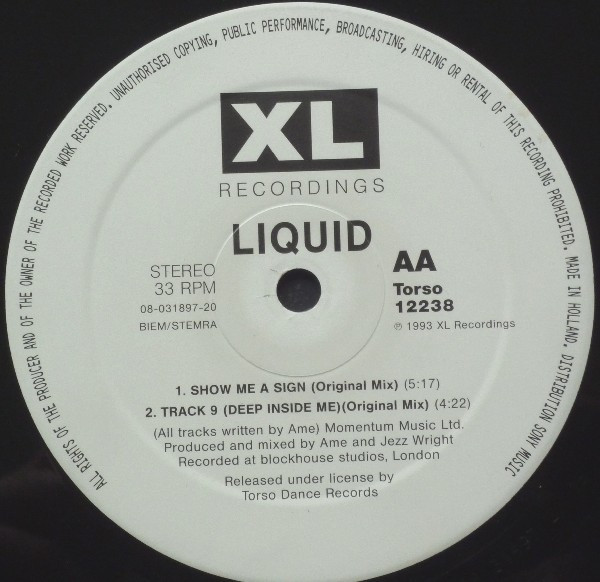 ALL RIGHTS OF THE PRODUCER AND OF THE OWNER OF THE RECORDED WORK RESERVED. UNAUTHORISED COPYING, PUBLIC PERFORMANCE, BROADCASTING, HIRING OR RENTAL OF THIS RECORDING PROHIBITED. MADE IN HOLLAND. DISTRIBUTION SONY MUSIC
XL
RECORDINGS
LIQUID
STEREO
33 RPM
08-031897-20
BIEM/STEMRA
AA
Torso
12238
℗ 1993 XL Recordings
1. SHOW ME A SIGN (Original Mix) (5:17)
2. TRACK 9 (DEEP INSIDE ME)(Original Mix) (4:22)
(All tracks written by Ame) Momentum Music Ltd.
Produced and mixed by Ame and Jezz Wright
Recorded at blockhouse studios, London
Released under license by
Torso Dance Records